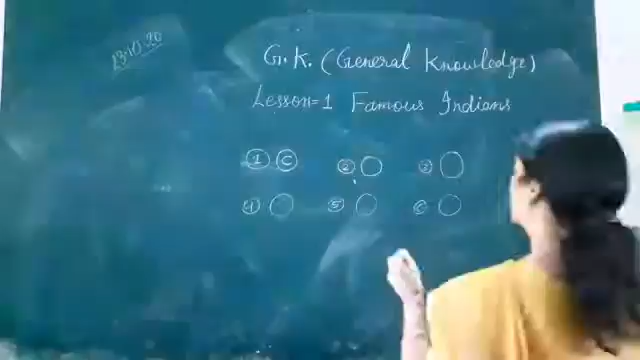 23.10.20
G.K. (General Knowledge)
Lesson=1 Famous Indians
1 C 2 3
4 5 6